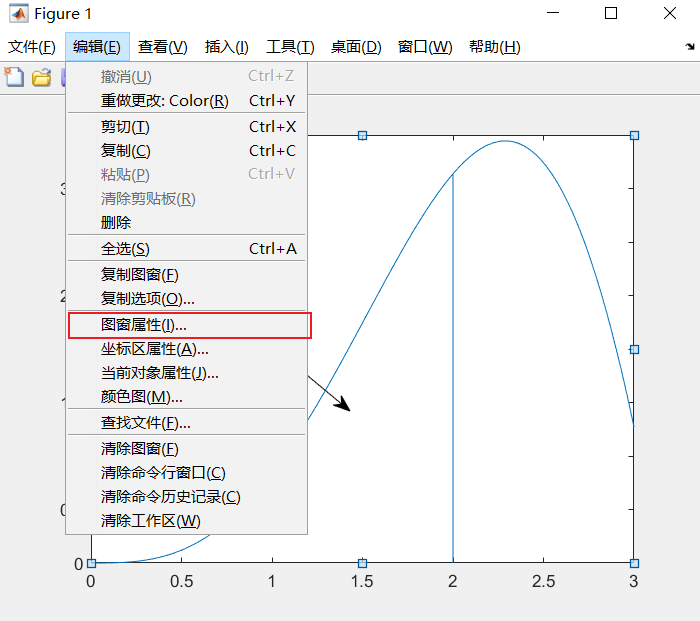 Figure 1
文件(F) 编辑(E) 查看(V) 插入(I) 工具(T) 桌面(D) 窗口(W) 帮助(H)
撤消(U) Ctrl+Z
重做更改: Color(R) Ctrl+Y
剪切(T) Ctrl+X
复制(C) Ctrl+C
粘贴(P) Ctrl+V
清除剪贴板(R)
删除
全选(S) Ctrl+A
复制图窗(F)
复制选项(O)...
图窗属性(I)...
坐标区属性(A)...
当前对象属性(J)...
颜色图(M)...
查找文件(F)...
清除图窗(F)
清除命令行窗口(C)
清除命令历史记录(C)
清除工作区(W)
3
2
0
0 0.5 1 1.5 2 2.5 3